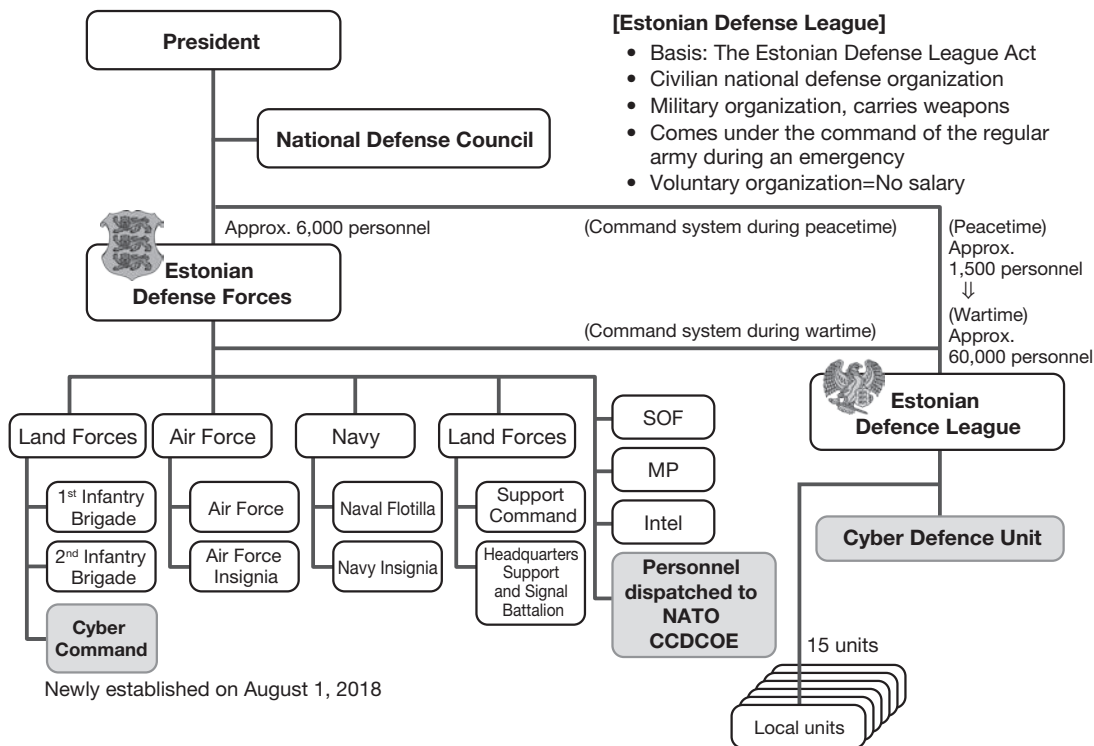 President
[Estonian Defense League]
• Basis: The Estonian Defense League Act
• Civilian national defense organization
• Military organization, carries weapons
• Comes under the command of the regular
army during an emergency
• Voluntary organization=No salary
National Defense Council
Approx. 6,000 personnel
(Command system during peacetime)
(Peacetime)
Approx.
1,500 personnel
⇓
(Wartime)
Approx.
60,000 personnel
Estonian
Defense Forces
(Command system during wartime)
Estonian
Defence League
Land Forces
Air Force
Navy
Land Forces
SOF
MP
Intel
Personnel
dispatched to
NATO
CCDCOE
1st Infantry
Brigade
2nd Infantry
Brigade
Cyber
Command
Air Force
Air Force
Insignia
Naval Flotilla
Navy Insignia
Support
Command
Headquarters
Support
and Signal
Battalion
Cyber Defence Unit
15 units
Local units
Newly established on August 1, 2018